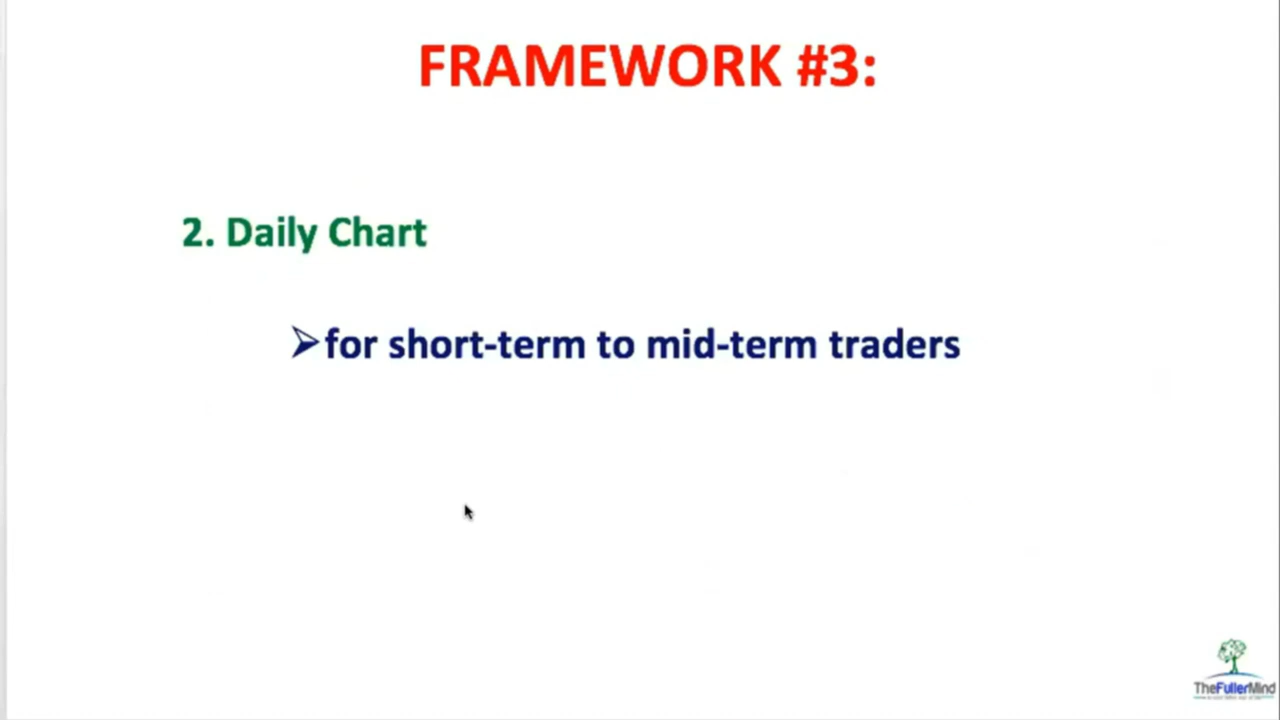 FRAMEWORK #3:
2. Daily Chart
➢for short-term to mid-term traders
TheFullerMind